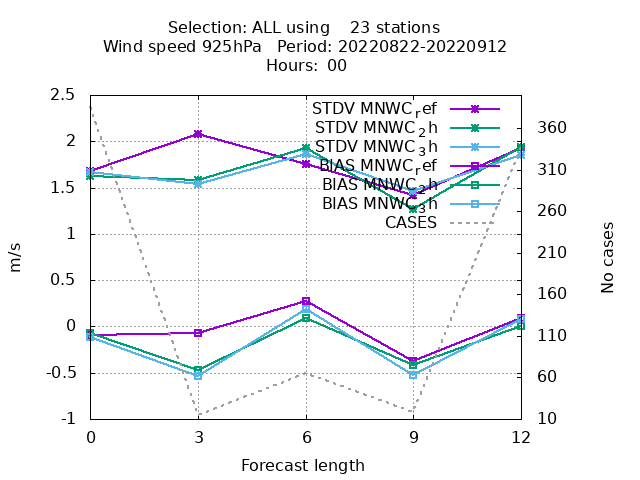 Selection: ALL using 23 stations
Wind speed 925hPa Period: 20220822-20220912
Hours: 00
2.5
2
1.5
1
0.5
0
-0.5
-1
m/s
STDV MNWC_ref
STDV MNWC_2h
STDV MNWC_3h
BIAS MNWC_ref
BIAS MNWC_2h
BIAS MNWC_3h
CASES
360
310
260
210
160
110
60
10
No cases
0 3 6 9 12
Forecast length